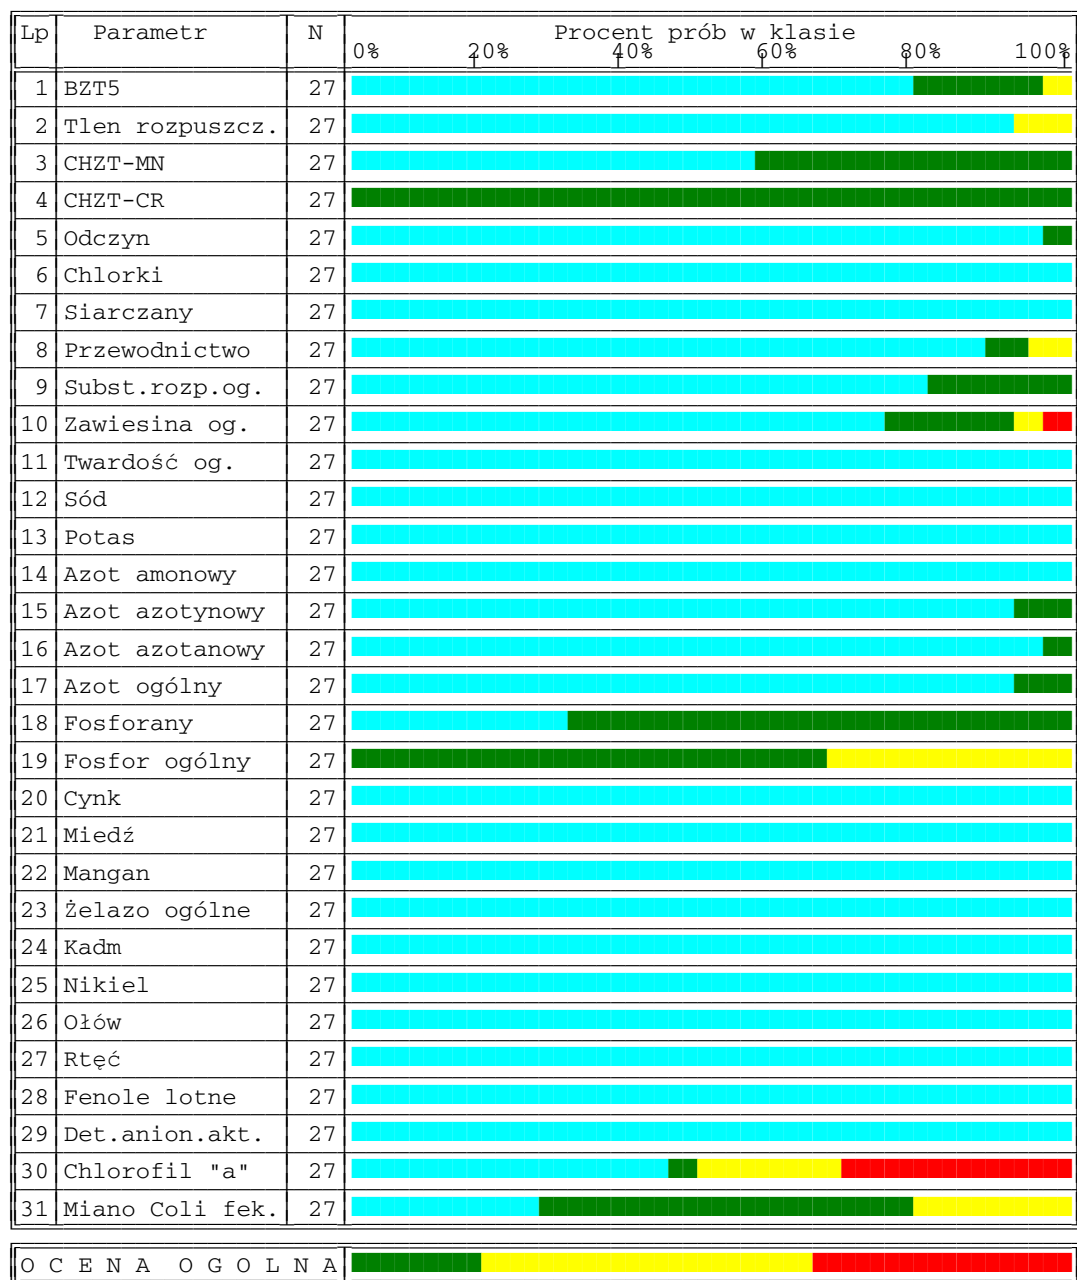 Lp Parametr N Procent prób w klasie
0% 20% 40% 60% 80% 100%
1 BZT5 27
2 Tlen rozpuszcz. 27
3 CHZT-MN 27
4 CHZT-CR 27
5 Odczyn 27
6 Chlorki 27
7 Siarczany 27
8 Przewodnictwo 27
9 Subst.rozp.og. 27
10 Zawiesina og. 27
11 Twardość og. 27
12 Sód 27
13 Potas 27
14 Azot amonowy 27
15 Azot azotynowy 27
16 Azot azotanowy 27
17 Azot ogólny 27
18 Fosforany 27
19 Fosfor ogólny 27
20 Cynk 27
21 Miedź 27
22 Mangan 27
23 Żelazo ogólne 27
24 Kadm 27
25 Nikiel 27
26 Ołów 27
27 Rtęć 27
28 Fenole lotne 27
29 Det.anion.akt. 27
30 Chlorofil "a" 27
31 Miano Coli fek. 27
O C E N A O G O L N A